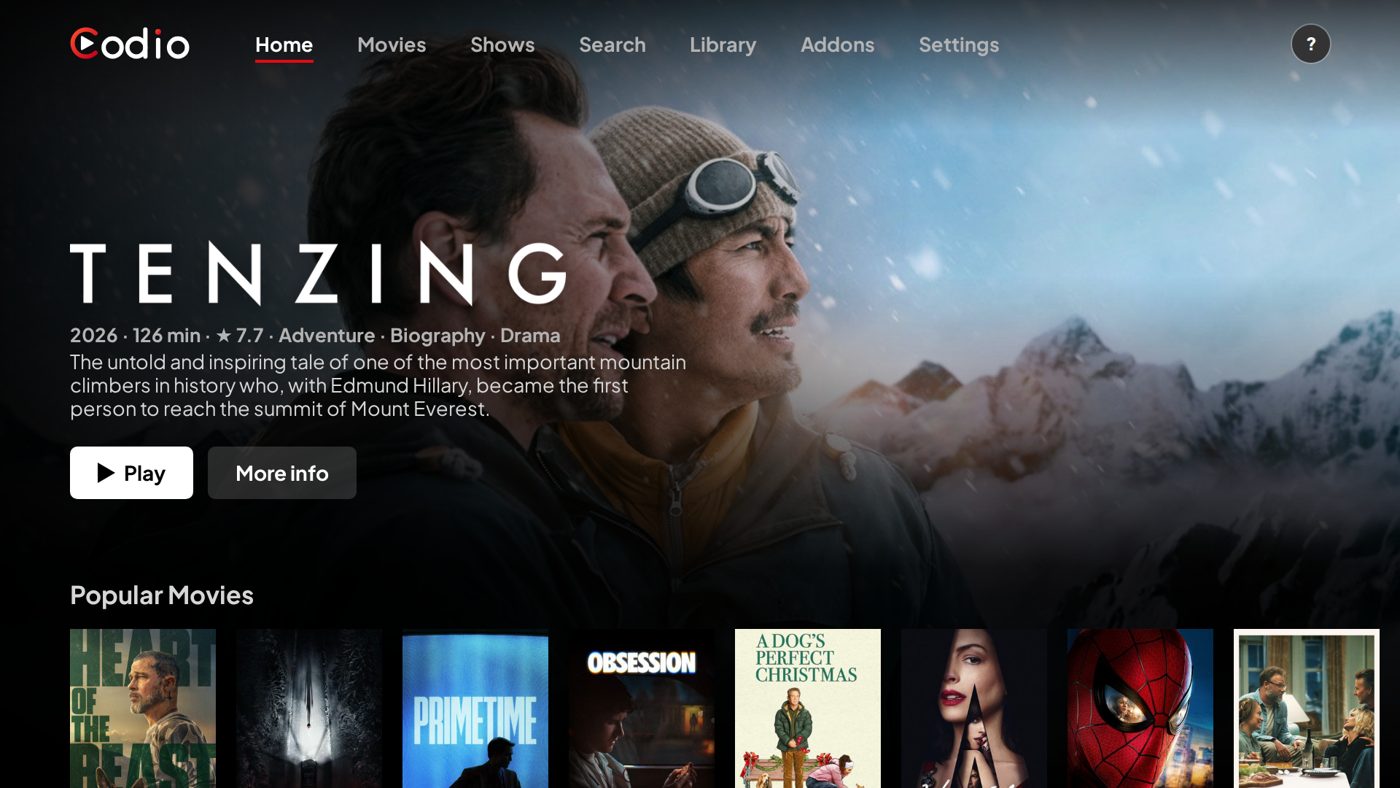 Codio
Home Movies Shows Search Library Addons Settings ?
TENZING
2026 · 126 min · ★ 7.7 · Adventure · Biography · Drama
The untold and inspiring tale of one of the most important mountain
climbers in history who, with Edmund Hillary, became the first
person to reach the summit of Mount Everest.
Play More info
Popular Movies
HEART
OF
THE
BEAST
PRIMETIME
OBSESSION
A DOG'S
PERFECT
CHRISTMAS